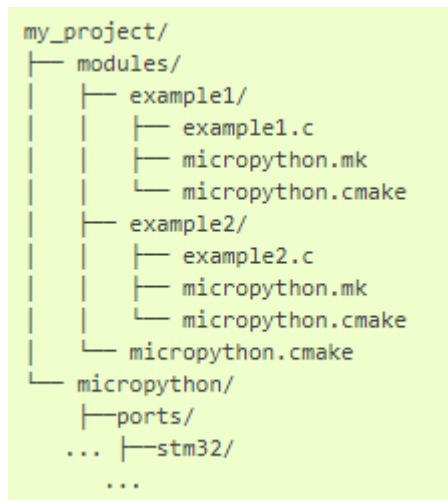 my_project/
├── modules/
│   ├── example1/
│   │   ├── example1.c
│   │   ├── micropython.mk
│   │   └── micropython.cmake
│   ├── example2/
│   │   ├── example2.c
│   │   ├── micropython.mk
│   │   └── micropython.cmake
│   └── micropython.cmake
└── micropython/
    ├──ports/
   ... ├──stm32/
      ...